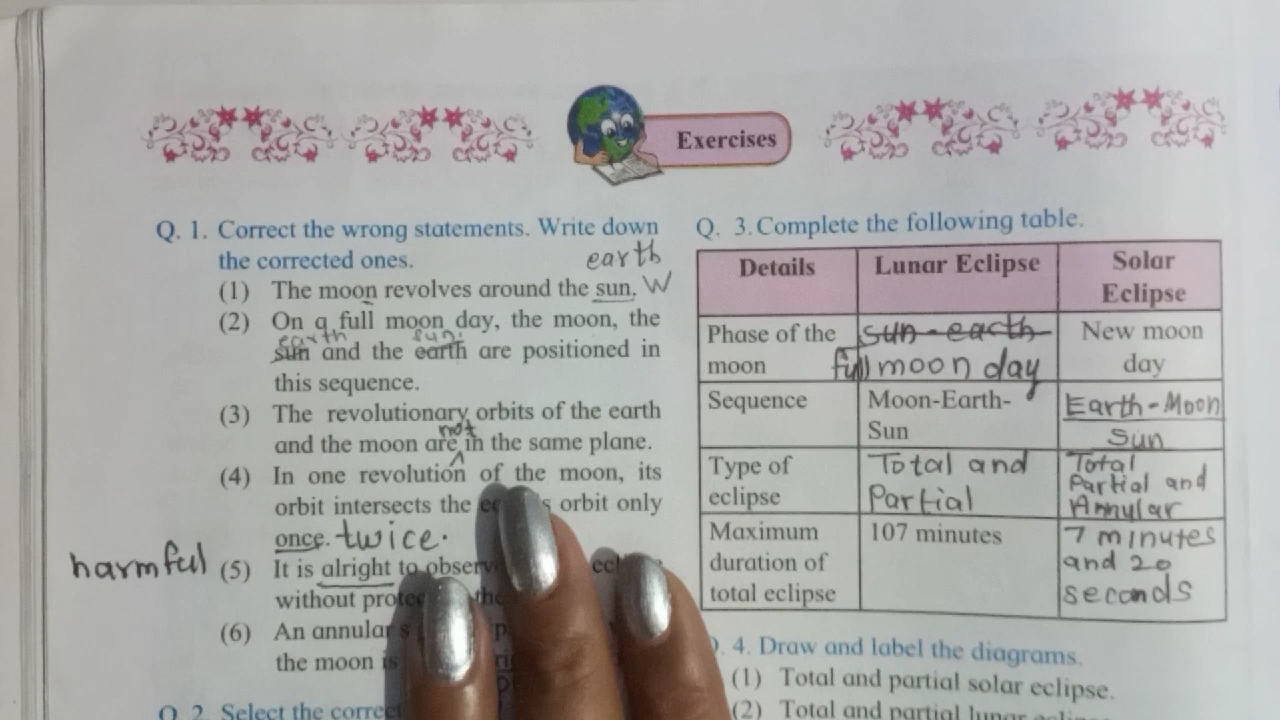 Exercises
Q. 1. Correct the wrong statements. Write down
the corrected ones.
earth
(1) The moon revolves around the sun. W
(2) On a full moon day, the moon, the
earth sun
sun and the earth are positioned in
this sequence.
(3) The revolutionary orbits of the earth
not
and the moon are in the same plane.
(4) In one revolution of the moon, its
orbit intersects the orbit only
once. twice.
harmful (5) It is alright to
without
(6) An annular
the moon is
Q. 2. Select the
Q. 3. Complete the following table.
Details Lunar Eclipse Solar
Eclipse
Phase of the sun-earth New moon
moon full moon day day
Sequence Moon-Earth- Earth-Moon
Sun Sun
Type of Total and Total
eclipse Partial Partial and
Annular
Maximum 107 minutes 7 minutes
duration of and 20
total eclipse seconds
4. Draw and label the diagrams.
(1) Total and partial solar eclipse.
(2) Total and partial lunar